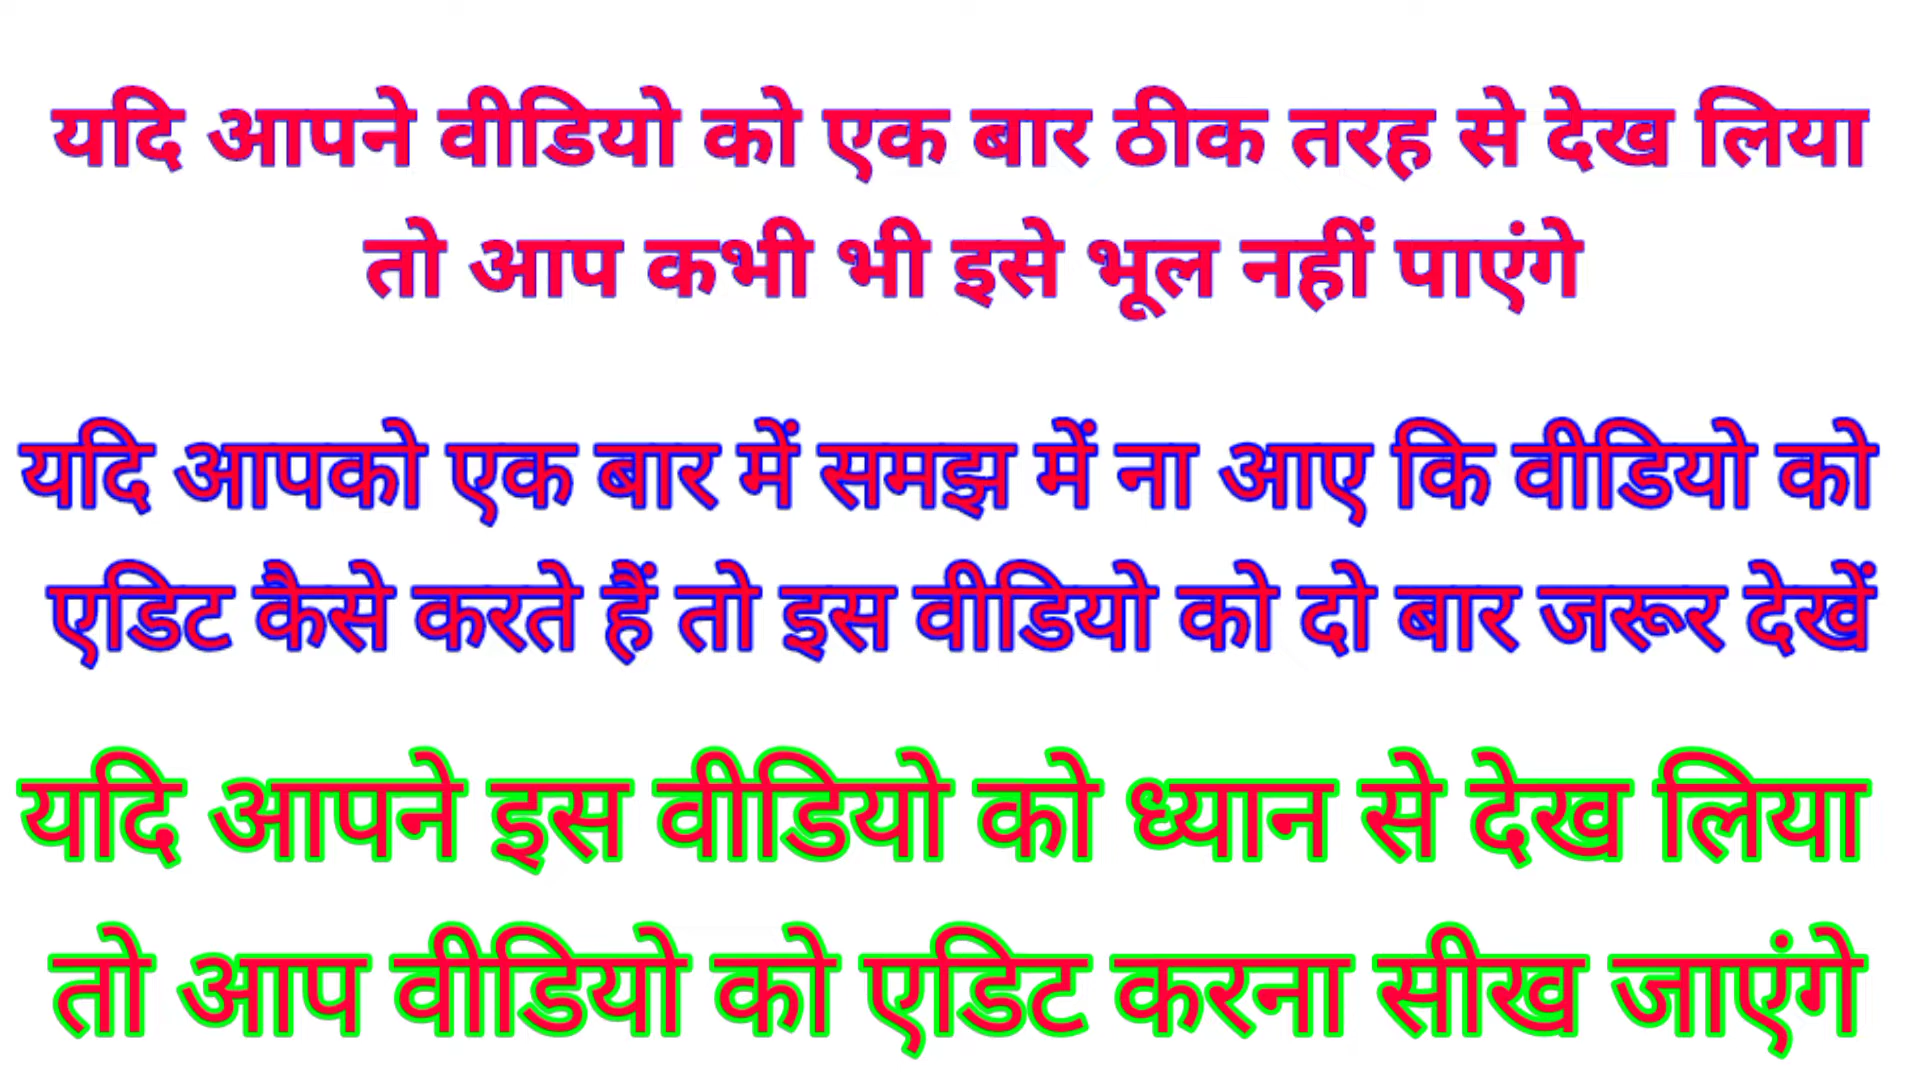 यदि आपने वीडियो को एक बार ठीक तरह से देख लिया
तो आप कभी भी इसे भूल नहीं पाएंगे
यदि आपको एक बार में समझ में ना आए कि वीडियो को
एडिट कैसे करते हैं तो इस वीडियो को दो बार जरूर देखें
यदि आपने इस वीडियो को ध्यान से देख लिया
तो आप वीडियो को एडिट करना सीख जाएंगे